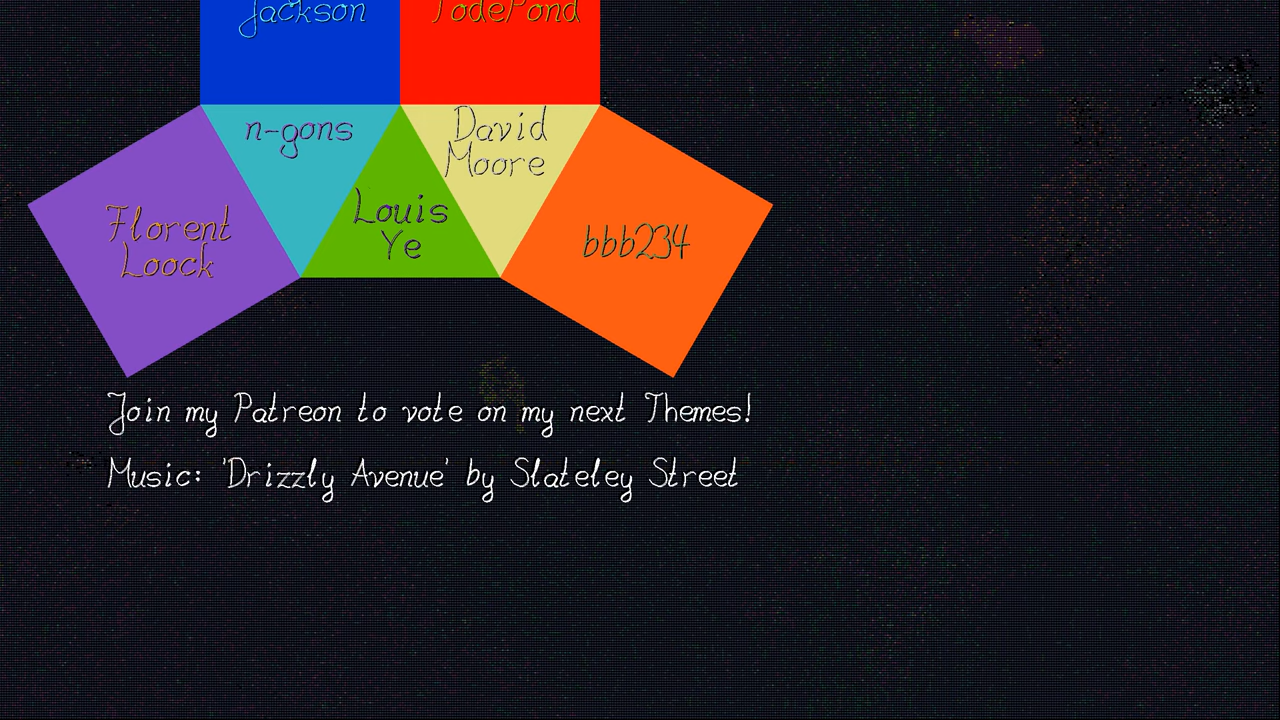 Jackson TodePond
n-gons
David
Moore
Louis
Ye
Florent
Loock
bbb234
Join my Patreon to vote on my next Themes!
Music: 'Drizzly Avenue' by Slateley Street